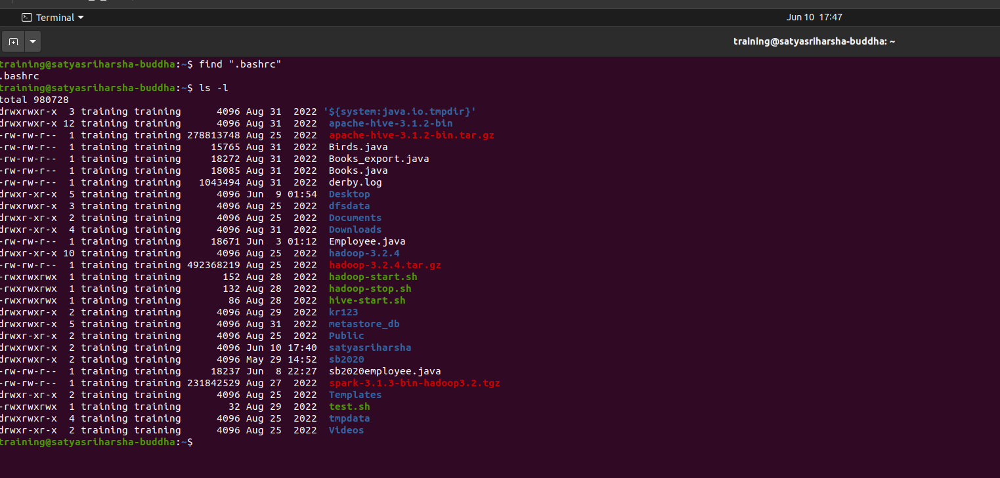 Terminal
Jun 10 17:47
training@satyasriharsha-buddha: ~
training@satyasriharsha-buddha:~$ find ".bashrc"
.bashrc
training@satyasriharsha-buddha:~$ ls -l
total 980728
drwxrwxr-x  3 training training      4096 Aug 31  2022 '${system:java.io.tmpdir}'
drwxrwxr-x 12 training training      4096 Aug 31  2022  apache-hive-3.1.2-bin
-rw-rw-r--  1 training training 278813748 Aug 25  2022  apache-hive-3.1.2-bin.tar.gz
-rw-rw-r--  1 training training     15765 Aug 31  2022  Birds.java
-rw-rw-r--  1 training training     18272 Aug 31  2022  Books_export.java
-rw-rw-r--  1 training training     18085 Aug 31  2022  Books.java
-rw-rw-r--  1 training training   1043494 Aug 31  2022  derby.log
drwxr-xr-x  5 training training      4096 Jun  9 01:54  Desktop
drwxrwxr-x  3 training training      4096 Aug 25  2022  dfsdata
drwxr-xr-x  2 training training      4096 Aug 25  2022  Documents
drwxr-xr-x  4 training training      4096 Aug 31  2022  Downloads
-rw-rw-r--  1 training training     18671 Jun  3 01:12  Employee.java
drwxr-xr-x 10 training training      4096 Aug 25  2022  hadoop-3.2.4
-rw-rw-r--  1 training training 492368219 Aug 25  2022  hadoop-3.2.4.tar.gz
-rwxrwxrwx  1 training training       152 Aug 28  2022  hadoop-start.sh
-rwxrwxrwx  1 training training       132 Aug 28  2022  hadoop-stop.sh
-rwxrwxrwx  1 training training        86 Aug 28  2022  hive-start.sh
drwxrwxr-x  2 training training      4096 Aug 29  2022  kr123
drwxrwxr-x  5 training training      4096 Aug 31  2022  metastore_db
drwxr-xr-x  2 training training      4096 Aug 25  2022  Public
drwxrwxr-x  2 training training      4096 Jun 10 17:40  satyasriharsha
drwxrwxr-x  2 training training      4096 May 29 14:52  sb2020
-rw-rw-r--  1 training training     18237 Jun  8 22:27  sb2020employee.java
-rw-rw-r--  1 training training 231842529 Aug 27  2022  spark-3.1.3-bin-hadoop3.2.tgz
drwxr-xr-x  2 training training      4096 Aug 25  2022  Templates
-rwxrwxrwx  1 training training        32 Aug 29  2022  test.sh
drwxrwxr-x  4 training training      4096 Aug 25  2022  tmpdata
drwxr-xr-x  2 training training      4096 Aug 25  2022  Videos
training@satyasriharsha-buddha:~$